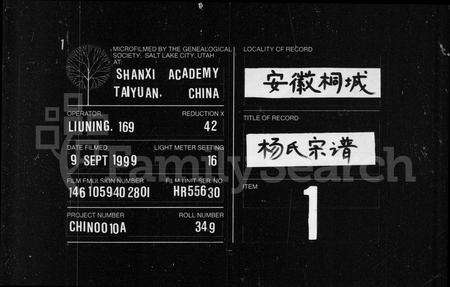 1
MICROFILMED BY THE GENEALOGICAL
SOCIETY, SALT LAKE CITY, UTAH
AT
SHANXI ACADEMY
TAIYUAN, CHINA
OPERATOR
REDUCTION X
LIUNING. 169
42
DATE FILMED
LIGHT METER SETTING
9 SEPT 1999
16
FILM EMULSION NUMBER
FILM UNIT SER. NO.
146 105940 2801
HR55630
PROJECT NUMBER
ROLL NUMBER
CHINO010A
349
LOCALITY OF RECORD
安徽桐城
TITLE OF RECORD
杨氏宗谱
ITEM
1
FamilySearch